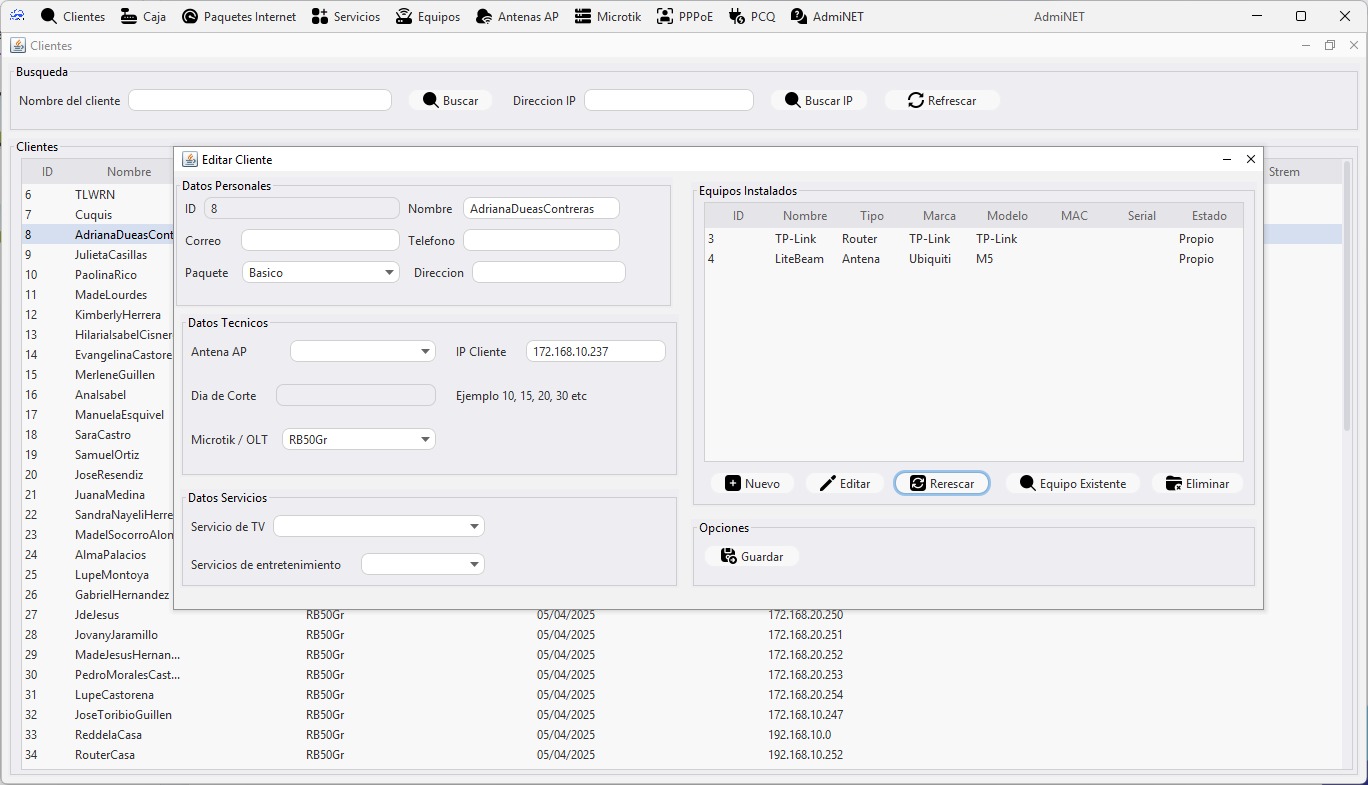 Clientes Caja Paquetes Internet Servicios Equipos Antenas AP Microtik PPPoE PCQ AdmiNET AdmiNET
Clientes
Busqueda
Nombre del cliente Buscar Direccion IP Buscar IP Refrescar
Clientes
ID Nombre Strem
6 TLWRN
7 Cuquis
8 AdrianaDueasCont
9 JulietaCasillas
10 PaolinaRico
11 MadeLourdes
12 KimberlyHerrera
13 HilariaIsabelCisner
14 EvangelinaCastore
15 MerleneGuillen
16 AnaIsabel
17 ManuelaEsquivel
18 SaraCastro
19 SamuelOrtiz
20 JoseResendiz
21 JuanaMedina
22 SandraNayeliHerre
23 MadelSocorroAlon
24 AlmaPalacios
25 LupeMontoya
26 GabrielHernandez
27 JdeJesus RB50Gr 05/04/2025 172.168.20.250
28 JovanyJaramillo RB50Gr 05/04/2025 172.168.20.251
29 MadeJesusHernan... RB50Gr 05/04/2025 172.168.20.252
30 PedroMoralesCast... RB50Gr 05/04/2025 172.168.20.253
31 LupeCastorena RB50Gr 05/04/2025 172.168.20.254
32 JoseToribioGuillen RB50Gr 05/04/2025 172.168.10.247
33 ReddelaCasa RB50Gr 05/04/2025 192.168.10.0
34 RouterCasa RB50Gr 05/04/2025 192.168.10.252
Editar Cliente
Datos Personales
ID 8 Nombre AdrianaDueasContreras
Correo Telefono
Paquete Basico Direccion
Datos Tecnicos
Antena AP IP Cliente 172.168.10.237
Dia de Corte Ejemplo 10, 15, 20, 30 etc
Microtik / OLT RB50Gr
Datos Servicios
Servicio de TV
Servicios de entretenimiento
Equipos Instalados
ID Nombre Tipo Marca Modelo MAC Serial Estado
3 TP-Link Router TP-Link TP-Link Propio
4 LiteBeam Antena Ubiquiti M5 Propio
Nuevo Editar Rerescar Equipo Existente Eliminar
Opciones
Guardar